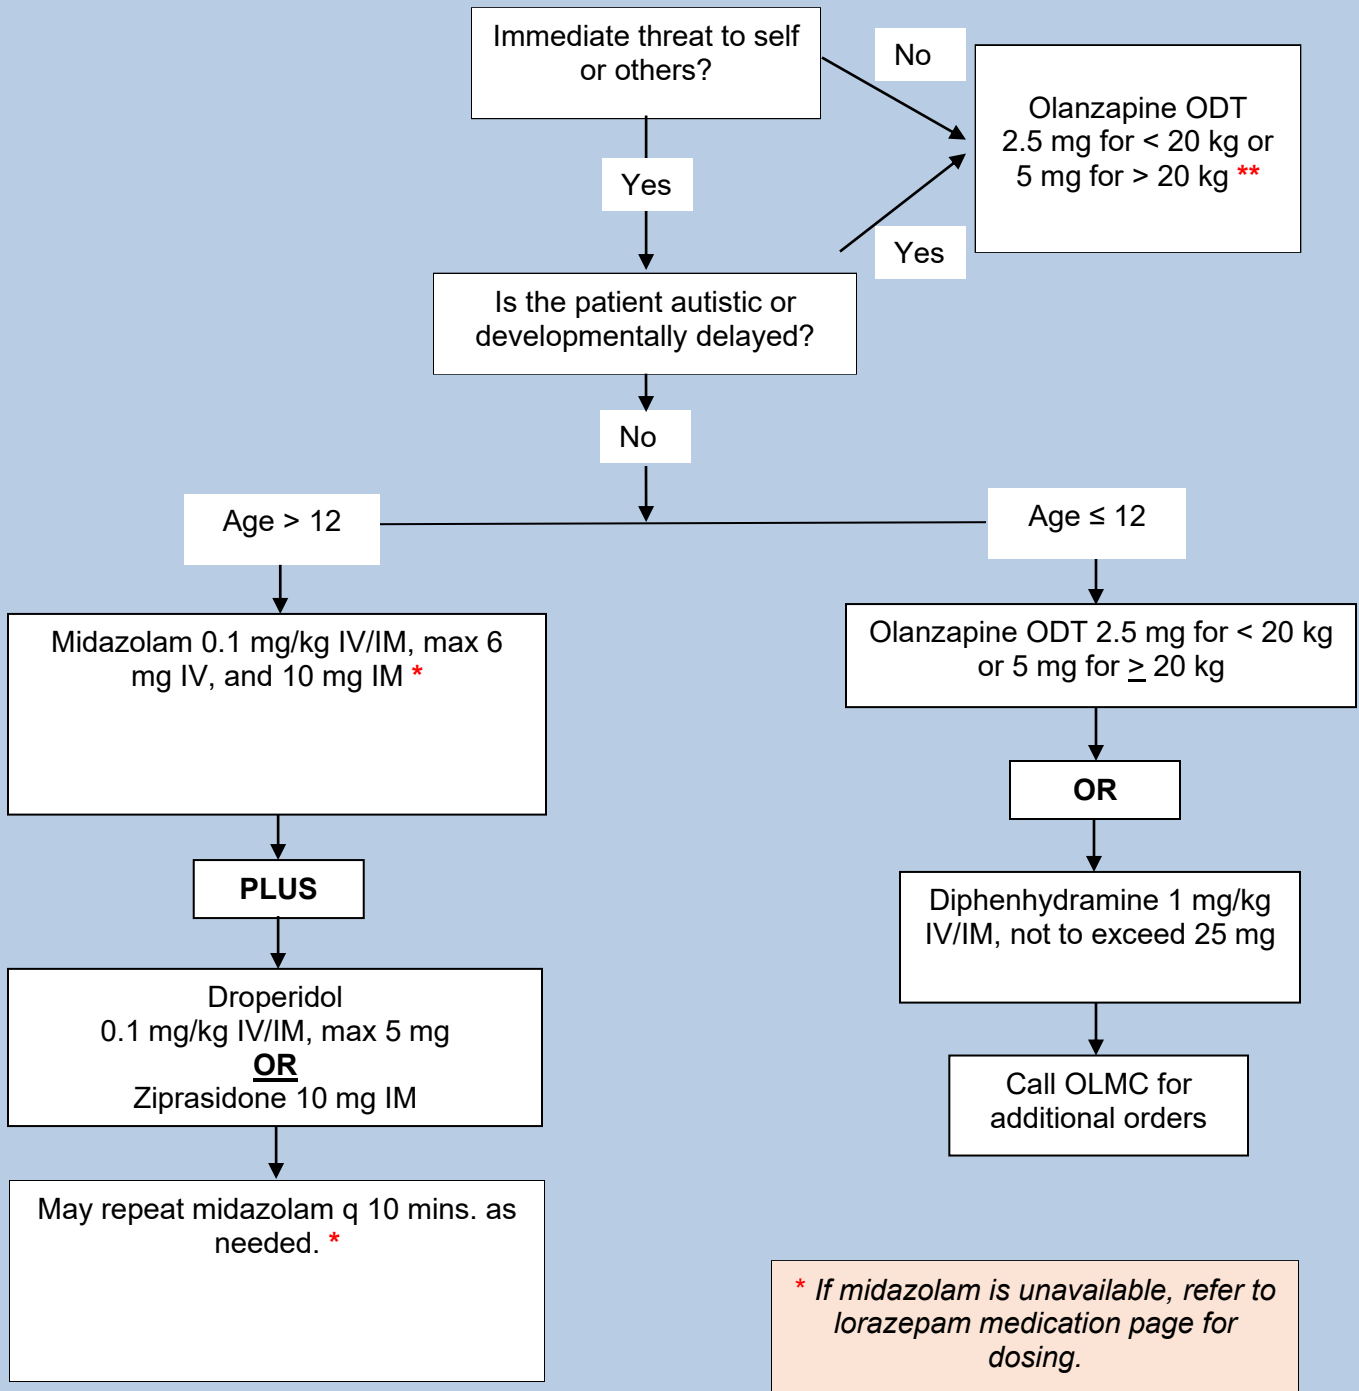 Immediate threat to self
or others?
No
Olanzapine ODT
2.5 mg for < 20 kg or
5 mg for > 20 kg **
Yes
Yes
Is the patient autistic or
developmentally delayed?
No
Age > 12
Age ≤ 12
Midazolam 0.1 mg/kg IV/IM, max 6
mg IV, and 10 mg IM *
Olanzapine ODT 2.5 mg for < 20 kg
or 5 mg for ≥ 20 kg
OR
PLUS
Diphenhydramine 1 mg/kg
IV/IM, not to exceed 25 mg
Droperidol
0.1 mg/kg IV/IM, max 5 mg
OR
Ziprasidone 10 mg IM
Call OLMC for
additional orders
May repeat midazolam q 10 mins. as
needed. *
* If midazolam is unavailable, refer to
lorazepam medication page for
dosing.